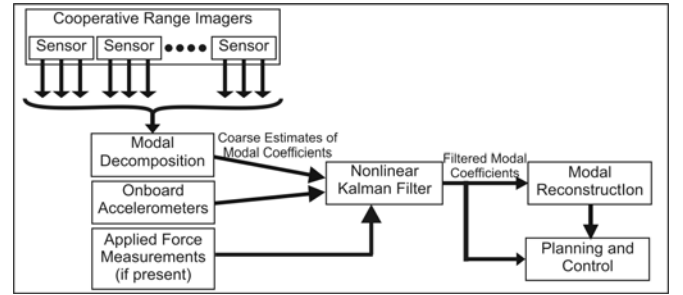 Cooperative Range Imagers
Sensor Sensor Sensor
Modal
Decomposition
Coarse Estimates of
Modal Coefficients
Onboard
Accelerometers
Applied Force
Measurements
(if present)
Nonlinear
Kalman Filter
Filtered Modal
Coefficients
Modal
Reconstruction
Planning and
Control